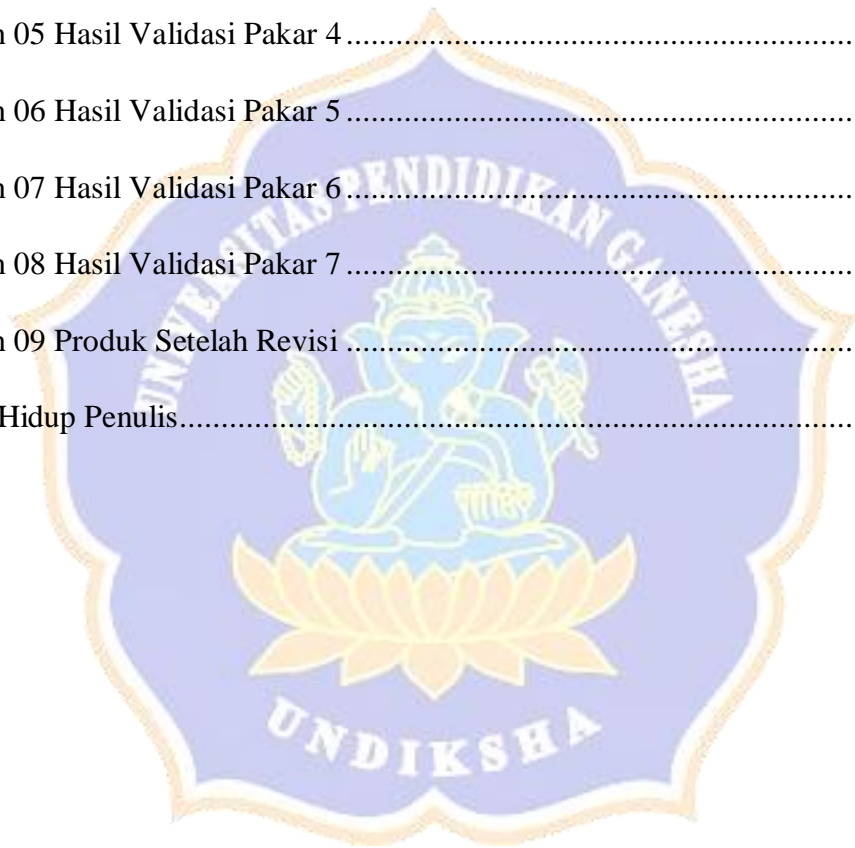 n 05 Hasil Validasi Pakar 4
n 06 Hasil Validasi Pakar 5
n 07 Hasil Validasi Pakar 6
n 08 Hasil Validasi Pakar 7
n 09 Produk Setelah Revisi
Hidup Penulis
UNIVERSITAS PENDIDIKAN GANESHA
UNDIKSHA